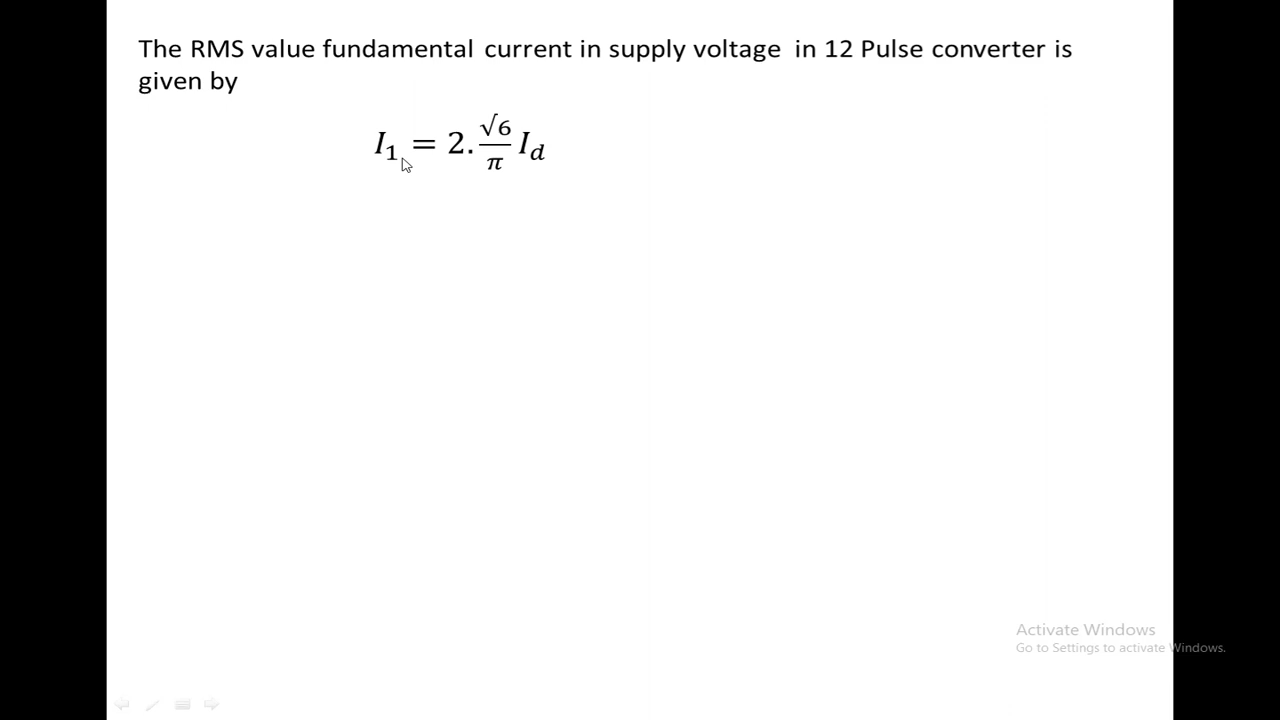 The RMS value fundamental current in supply voltage in 12 Pulse converter is
given by
I₁ = 2.√6/π I_d
Activate Windows
Go to Settings to activate Windows.